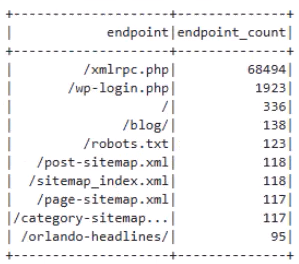 +--------------------+--------------+
|            endpoint|endpoint_count|
+--------------------+--------------+
|         /xmlrpc.php|         68494|
|       /wp-login.php|          1923|
|                   /|           336|
|              /blog/|           138|
|         /robots.txt|           123|
|   /post-sitemap.xml|           118|
|  /sitemap_index.xml|           118|
|   /page-sitemap.xml|           117|
|/category-sitemap...|           117|
| /orlando-headlines/|            95|
+--------------------+--------------+